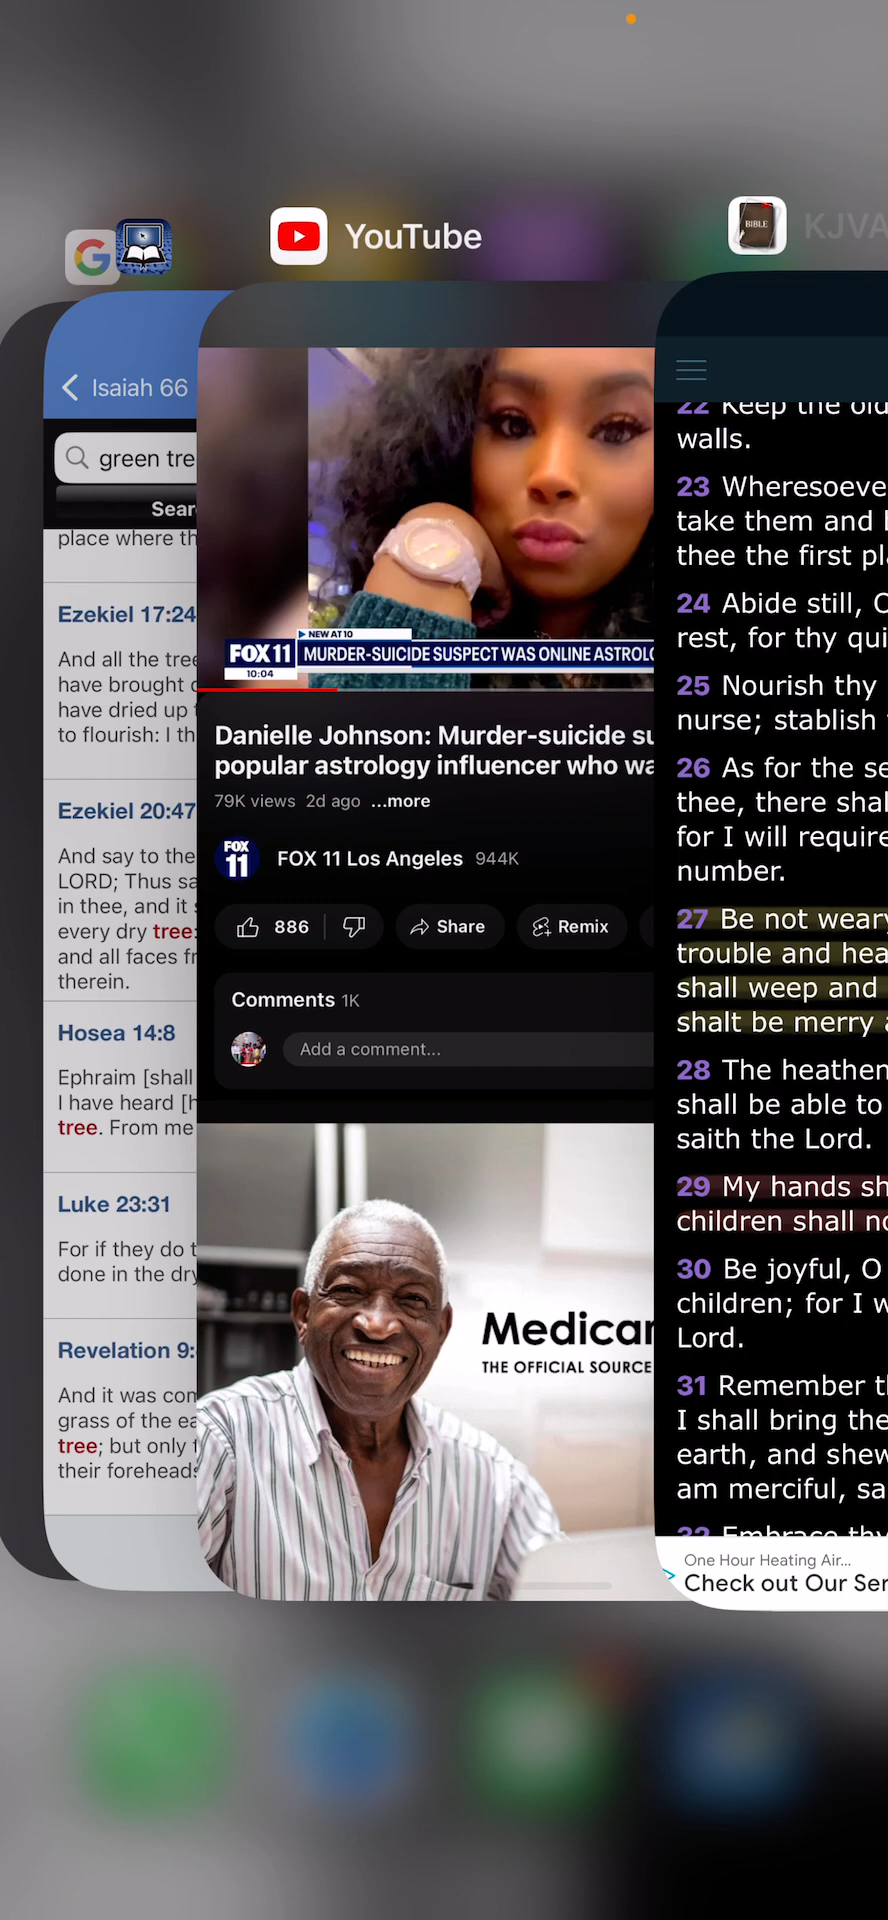 YouTube
BIBLE
KJVA
Isaiah 66
green tre
Sear
place where th
Ezekiel 17:24
And all the tree
have brought
have dried up
to flourish: I th
Ezekiel 20:47
And say to the
LORD; Thus sa
in thee, and it
every dry tree:
and all faces fr
therein.
Hosea 14:8
Ephraim [shall
I have heard [h
tree. From me
Luke 23:31
For if they do t
done in the dry
Revelation 9:
And it was com
grass of the ea
tree; but only t
their foreheads
NEW AT 10
FOX 11
MURDER-SUICIDE SUSPECT WAS ONLINE ASTROLO
10:04
Danielle Johnson: Murder-suicide su
popular astrology influencer who wa
79K views 2d ago ...more
FOX 11
FOX 11 Los Angeles 944K
886 Share Remix
Comments 1K
Add a comment...
Medicar
THE OFFICIAL SOURCE
22 Keep the old
walls.
23 Wheresoeve
take them and
thee the first pl
24 Abide still, O
rest, for thy qui
25 Nourish thy
nurse; stablish
26 As for the se
thee, there shal
for I will require
number.
27 Be not weary
trouble and hea
shall weep and
shalt be merry a
28 The heathen
shall be able to
saith the Lord.
29 My hands sh
children shall no
30 Be joyful, O
children; for I w
Lord.
31 Remember th
I shall bring the
earth, and shew
am merciful, sa
32 Embrace thy
One Hour Heating Air...
Check out Our Ser